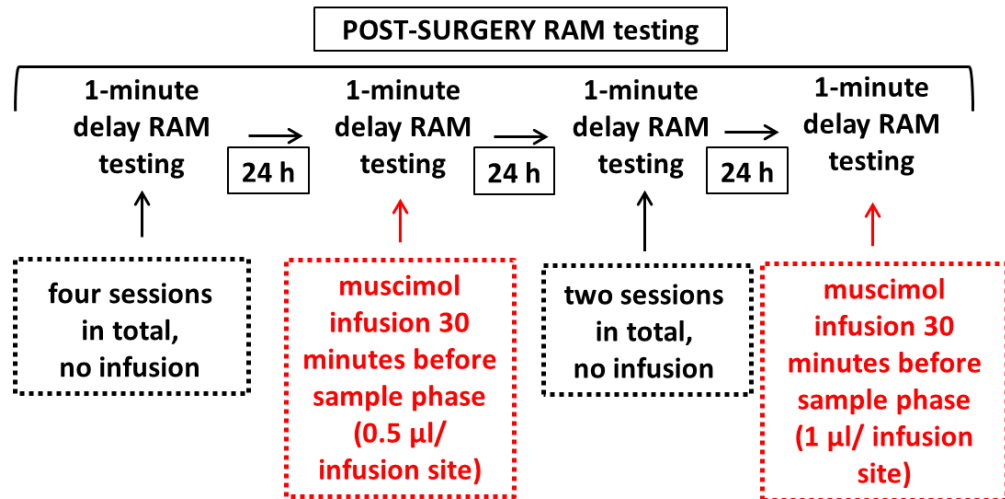 POST-SURGERY RAM testing
1-minute
delay RAM
testing
24 h
1-minute
delay RAM
testing
24 h
1-minute
delay RAM
testing
24 h
1-minute
delay RAM
testing
four sessions
in total,
no infusion
muscimol
infusion 30
minutes before
sample phase
(0.5 µl/
infusion site)
two sessions
in total,
no infusion
muscimol
infusion 30
minutes before
sample phase
(1 µl/ infusion
site)